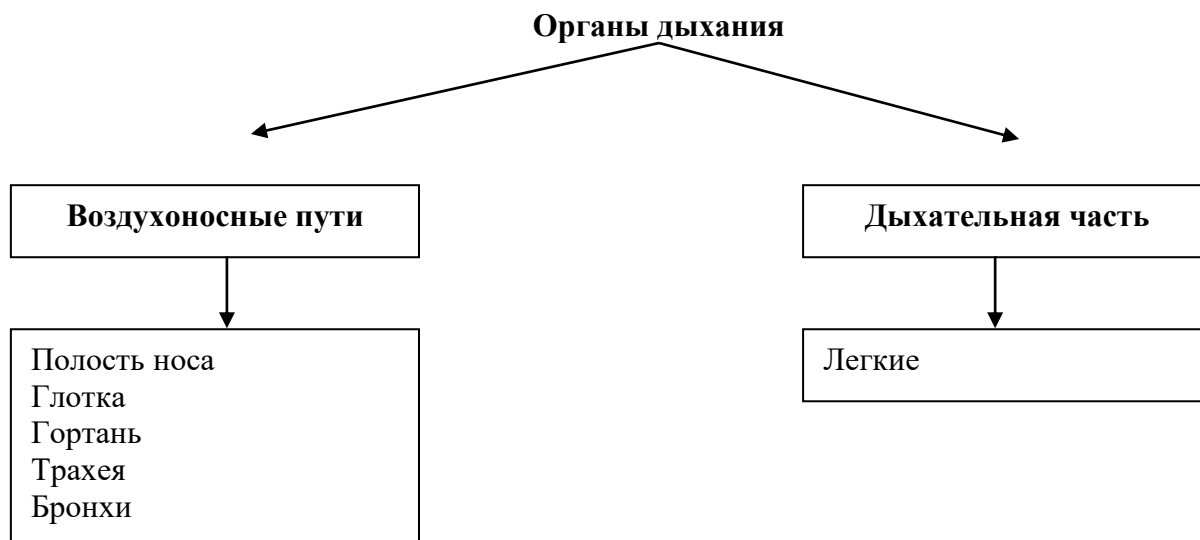 Органы дыхания
Воздухоносные пути
Дыхательная часть
Полость носа
Глотка
Гортань
Трахея
Бронхи
Легкие